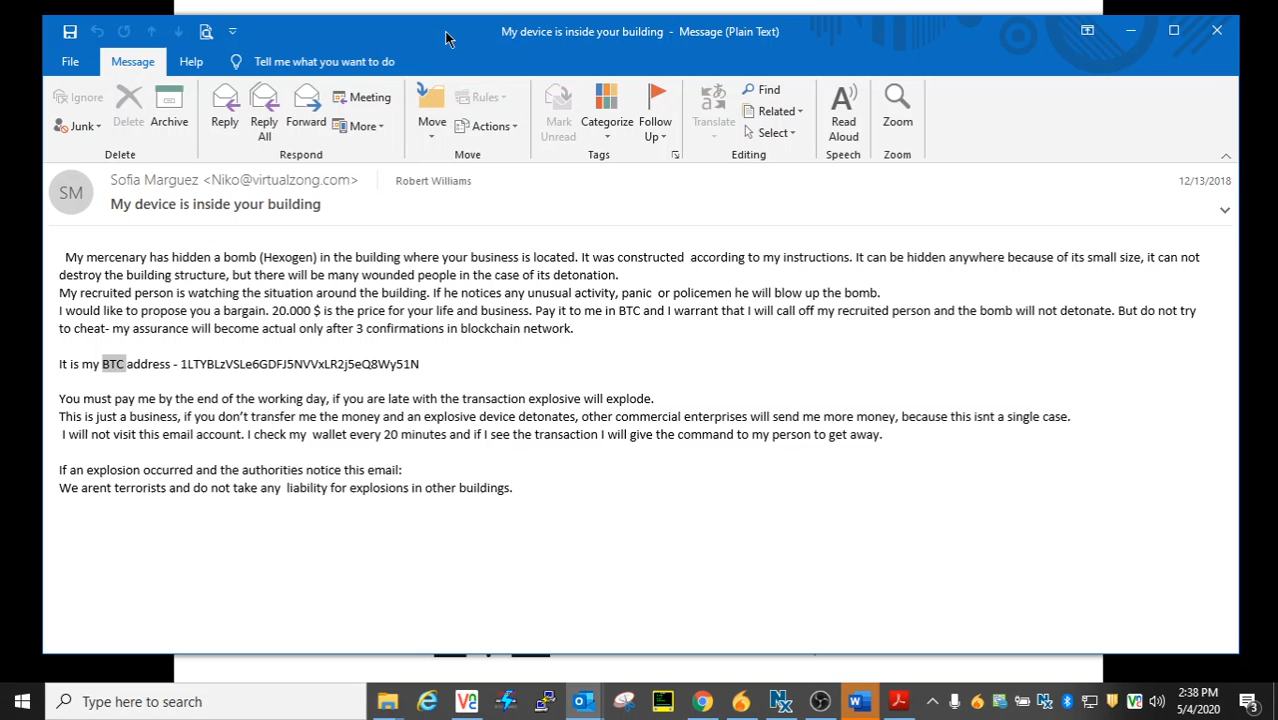 My device is inside your building - Message (Plain Text)
File Message Help Tell me what you want to do
Ignore
Junk
Delete
Archive
Delete
Reply
Reply All
Forward
Meeting
More
Respond
Move
Rules
Actions
Move
Mark Unread
Categorize
Follow Up
Tags
Translate
Find
Related
Select
Editing
Read Aloud
Speech
Zoom
Zoom
SM
Sofia Marguez <Niko@virtualzong.com>
Robert Williams
12/13/2018
My device is inside your building
My mercenary has hidden a bomb (Hexogen) in the building where your business is located. It was constructed  according to my instructions. It can be hidden anywhere because of its small size, it can not
destroy the building structure, but there will be many wounded people in the case of its detonation.
My recruited person is watching the situation around the building. If he notices any unusual activity, panic  or policemen he will blow up the bomb.
I would like to propose you a bargain. 20.000 $ is the price for your life and business. Pay it to me in BTC and I warrant that I will call off my recruited person and the bomb will not detonate. But do not try
to cheat- my assurance will become actual only after 3 confirmations in blockchain network.
It is my BTC address - 1LTYBLzVSLe6GDFJ5NVVxLR2j5eQ8Wy51N
You must pay me by the end of the working day, if you are late with the transaction explosive will explode.
This is just a business, if you don’t transfer me the money and an explosive device detonates, other commercial enterprises will send me more money, because this isnt a single case.
I will not visit this email account. I check my  wallet every 20 minutes and if I see the transaction I will give the command to my person to get away.
If an explosion occurred and the authorities notice this email:
We arent terrorists and do not take any  liability for explosions in other buildings.
Type here to search
2:38 PM
5/4/2020
3